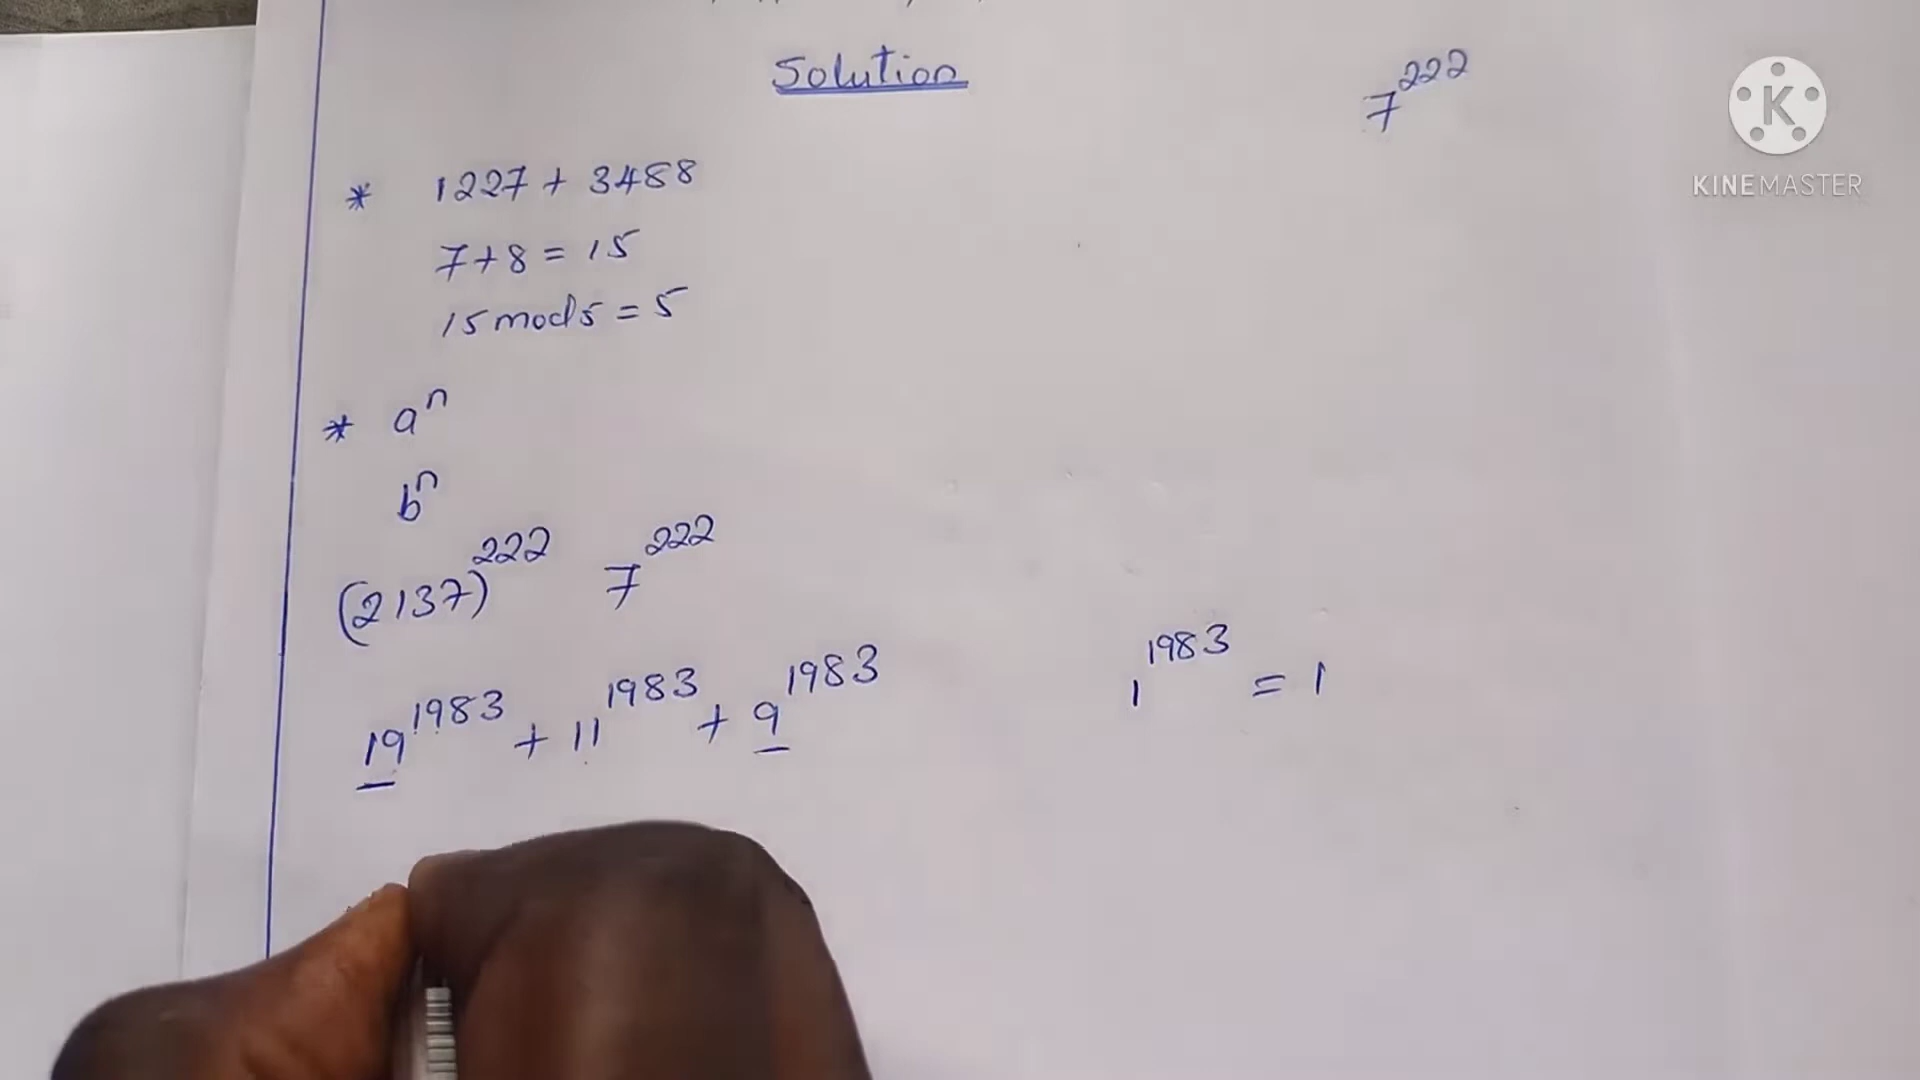 Solution
7^222
K
KINEMASTER
* 1227 + 3488
7+8 = 15
15 mod 5 = 5
* a^n
b^n
(2137)^222 7^222
19^1983 + 11^1983 + 9^1983
1^1983 = 1